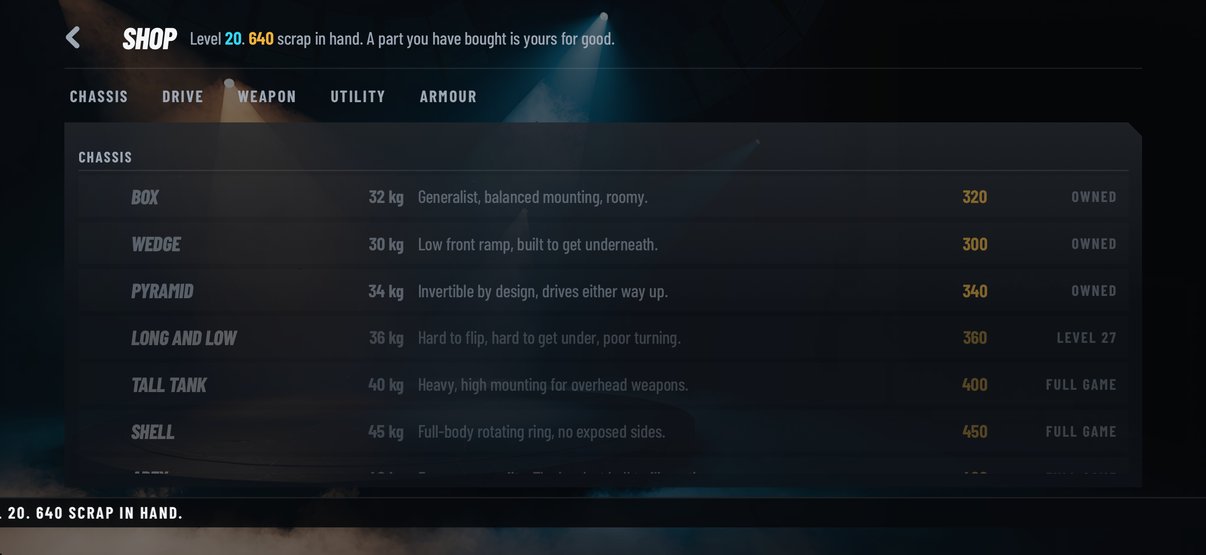 SHOP Level 20. 640 scrap in hand. A part you have bought is yours for good.
CHASSIS DRIVE WEAPON UTILITY ARMOUR
CHASSIS
BOX 32 kg Generalist, balanced mounting, roomy. 320 OWNED
WEDGE 30 kg Low front ramp, built to get underneath. 300 OWNED
PYRAMID 34 kg Invertible by design, drives either way up. 340 OWNED
LONG AND LOW 36 kg Hard to flip, hard to get under, poor turning. 360 LEVEL 27
TALL TANK 40 kg Heavy, high mounting for overhead weapons. 400 FULL GAME
SHELL 45 kg Full-body rotating ring, no exposed sides. 450 FULL GAME
20. 640 SCRAP IN HAND.